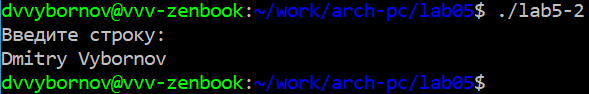 dvvybornov@vvv-zenbook:~/work/arch-pc/lab05$ ./lab5-2
Введите строку:
Dmitry Vybornov
dvvybornov@vvv-zenbook:~/work/arch-pc/lab05$